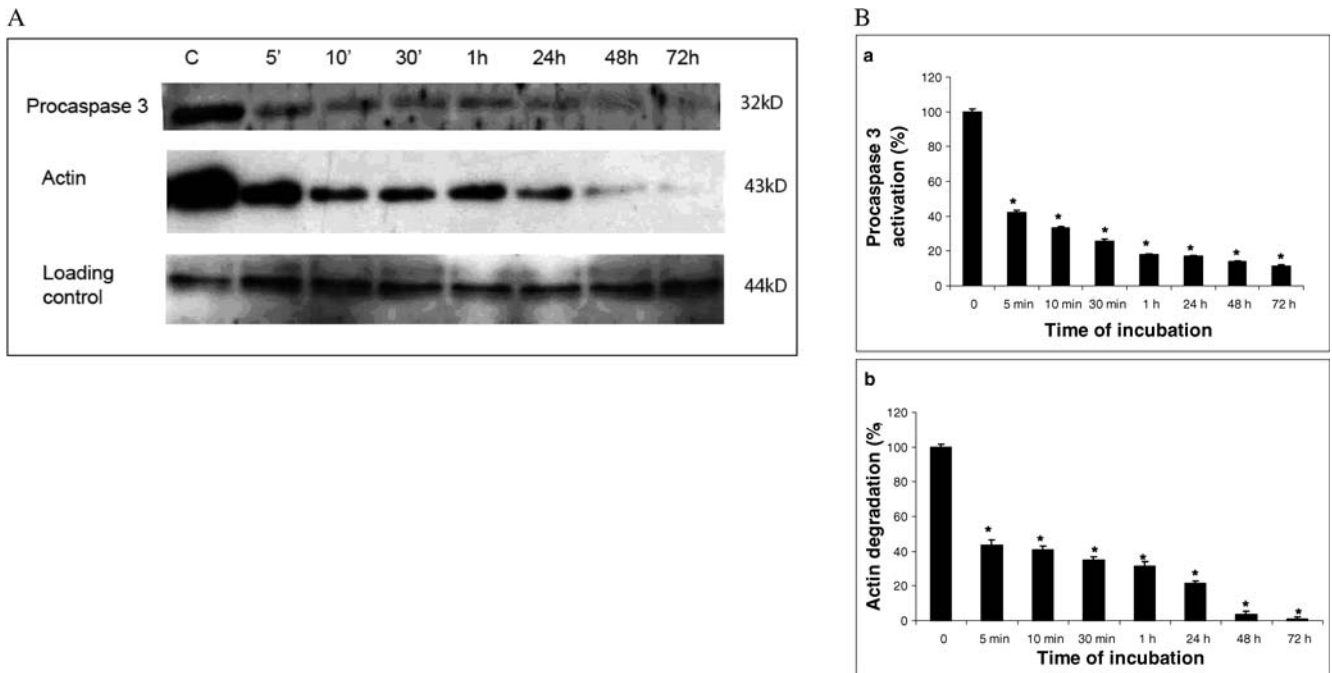 A
C 5' 10' 30' 1h 24h 48h 72h
Procaspase 3 32kD
Actin 43kD
Loading
control 44kD
B
a
Procaspase 3
activation (%)
120
100
80
60
40
20
0
* * * * * * *
0 5 min 10 min 30 min 1 h 24 h 48 h 72 h
Time of incubation
b
Actin degradation (%)
120
100
80
60
40
20
0
* * * * * * *
0 5 min 10 min 30 min 1 h 24 h 48 h 72 h
Time of incubation